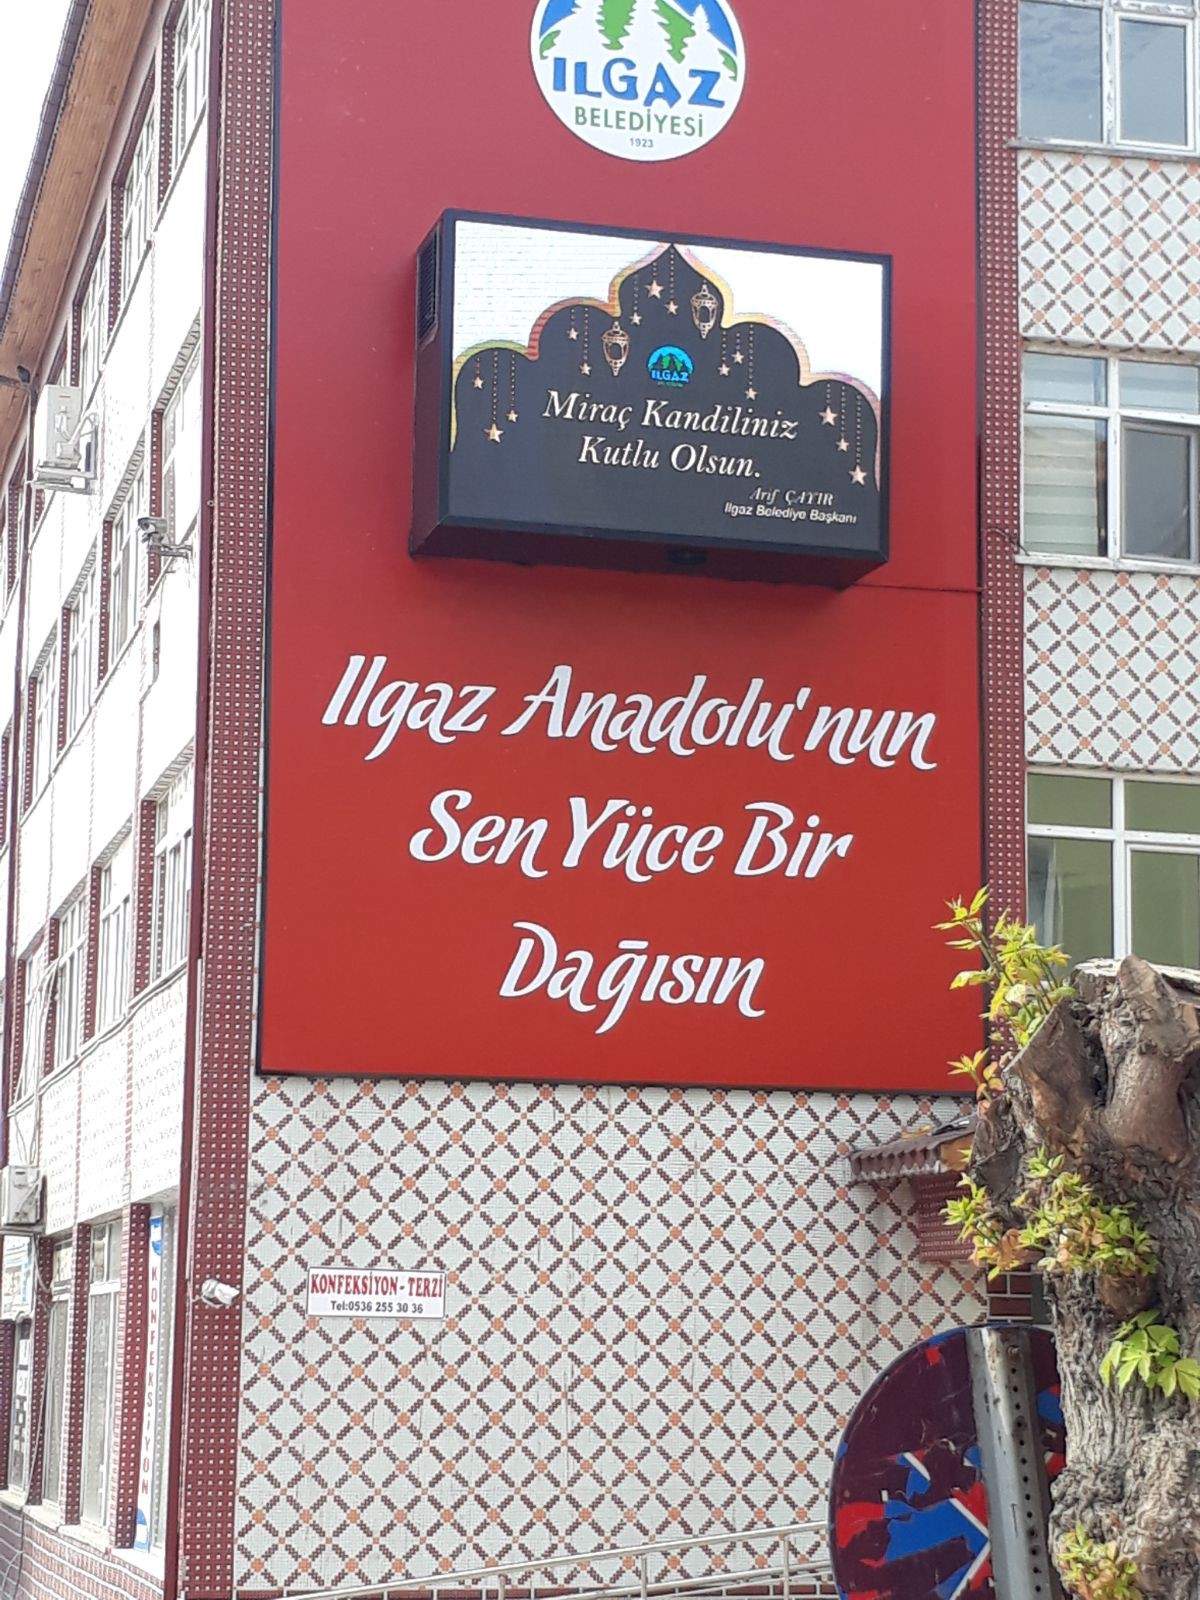 ILGAZ
BELEDİYESİ
1923
ILGAZ
Miraç Kandiliniz
Kutlu Olsun.
Arif ÇAYIR
Ilgaz Belediye Başkanı
Ilgaz Anadolu'nun
Sen Yüce Bir
Dağısın
KONFEKSİYON - TERZİ
Tel:0536 255 30 36
KONFEKSİYON